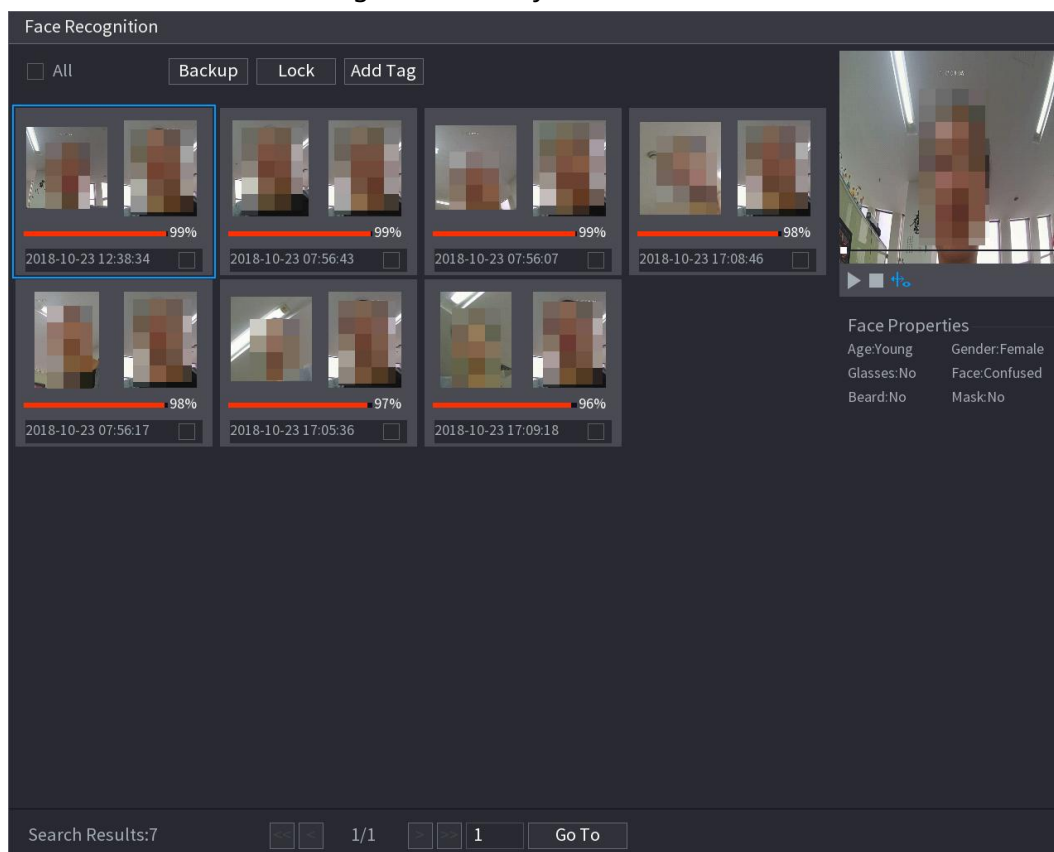 Face Recognition
All Backup Lock Add Tag
99% 99% 99% 98%
2018-10-23 12:38:34 2018-10-23 07:56:43 2018-10-23 07:56:07 2018-10-23 17:08:46
98% 97% 96%
2018-10-23 07:56:17 2018-10-23 17:05:36 2018-10-23 17:09:18
Face Properties
Age:Young Gender:Female
Glasses:No Face:Confused
Beard:No Mask:No
Search Results:7 << < 1/1 > >> 1 Go To